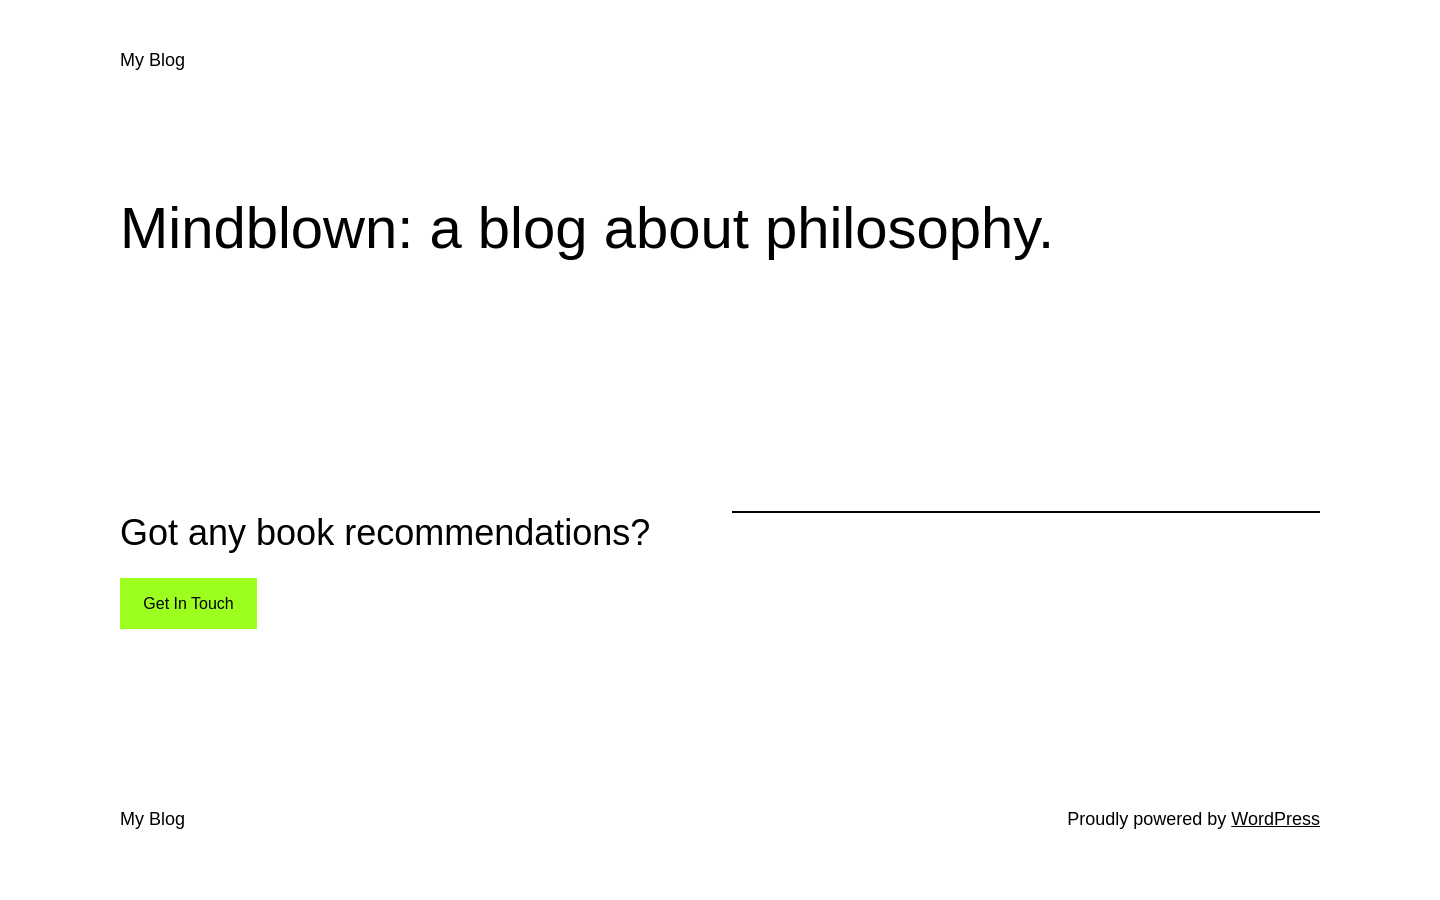 My Blog
Mindblown: a blog about philosophy.
Got any book recommendations?
Get In Touch
My Blog
Proudly powered by WordPress